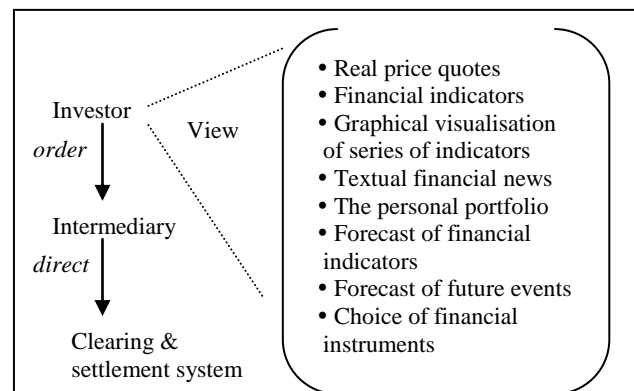 Investor
order
View
Intermediary
direct
Clearing &
settlement system
• Real price quotes
• Financial indicators
• Graphical visualisation
of series of indicators
• Textual financial news
• The personal portfolio
• Forecast of financial
indicators
• Forecast of future events
• Choice of financial
instruments